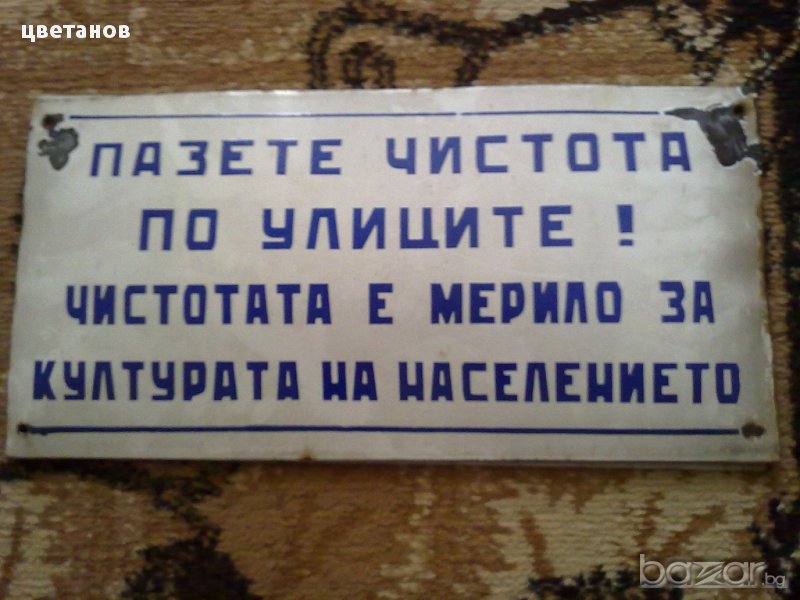 цветанов
ПАЗЕТЕ ЧИСТОТА
ПО УЛИЦИТЕ !
ЧИСТОТАТА Е МЕРИЛО ЗА
КУЛТУРАТА НА НАСЕЛЕНИЕТО
bazar.bg